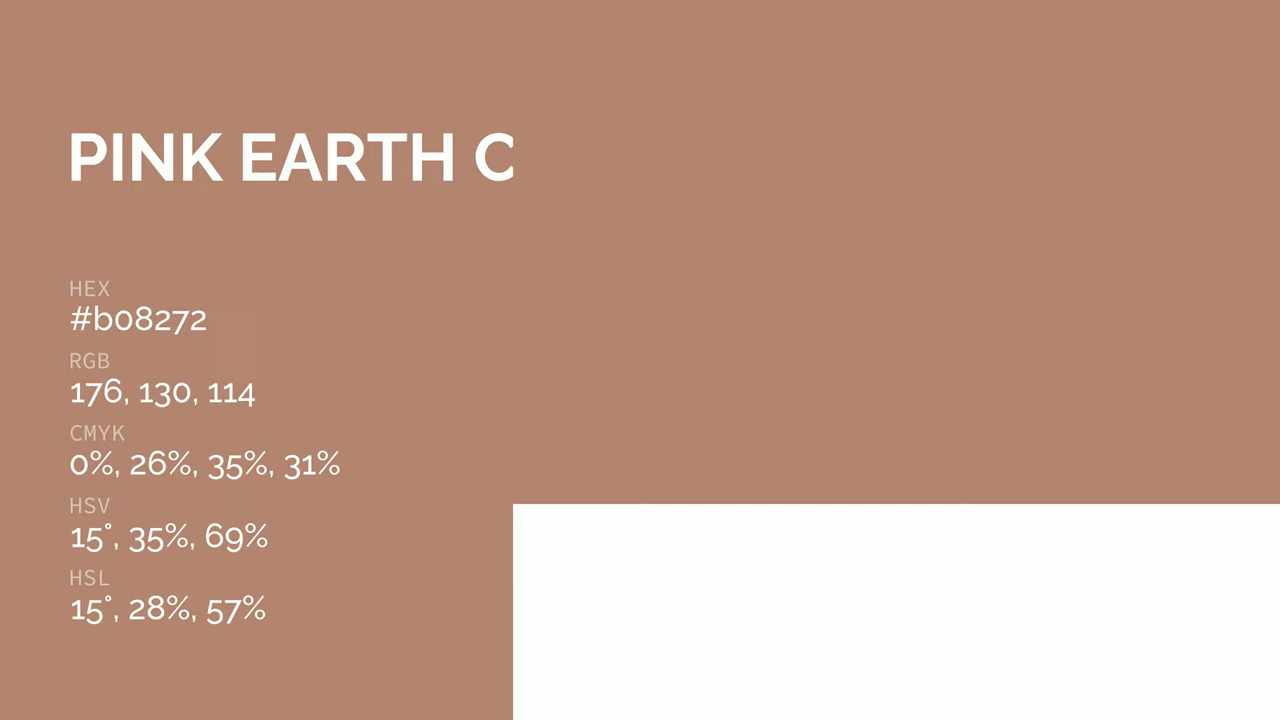 PINK EARTH C
HEX
#b08272
RGB
176, 130, 114
CMYK
0%, 26%, 35%, 31%
HSV
15°, 35%, 69%
HSL
15°, 28%, 57%